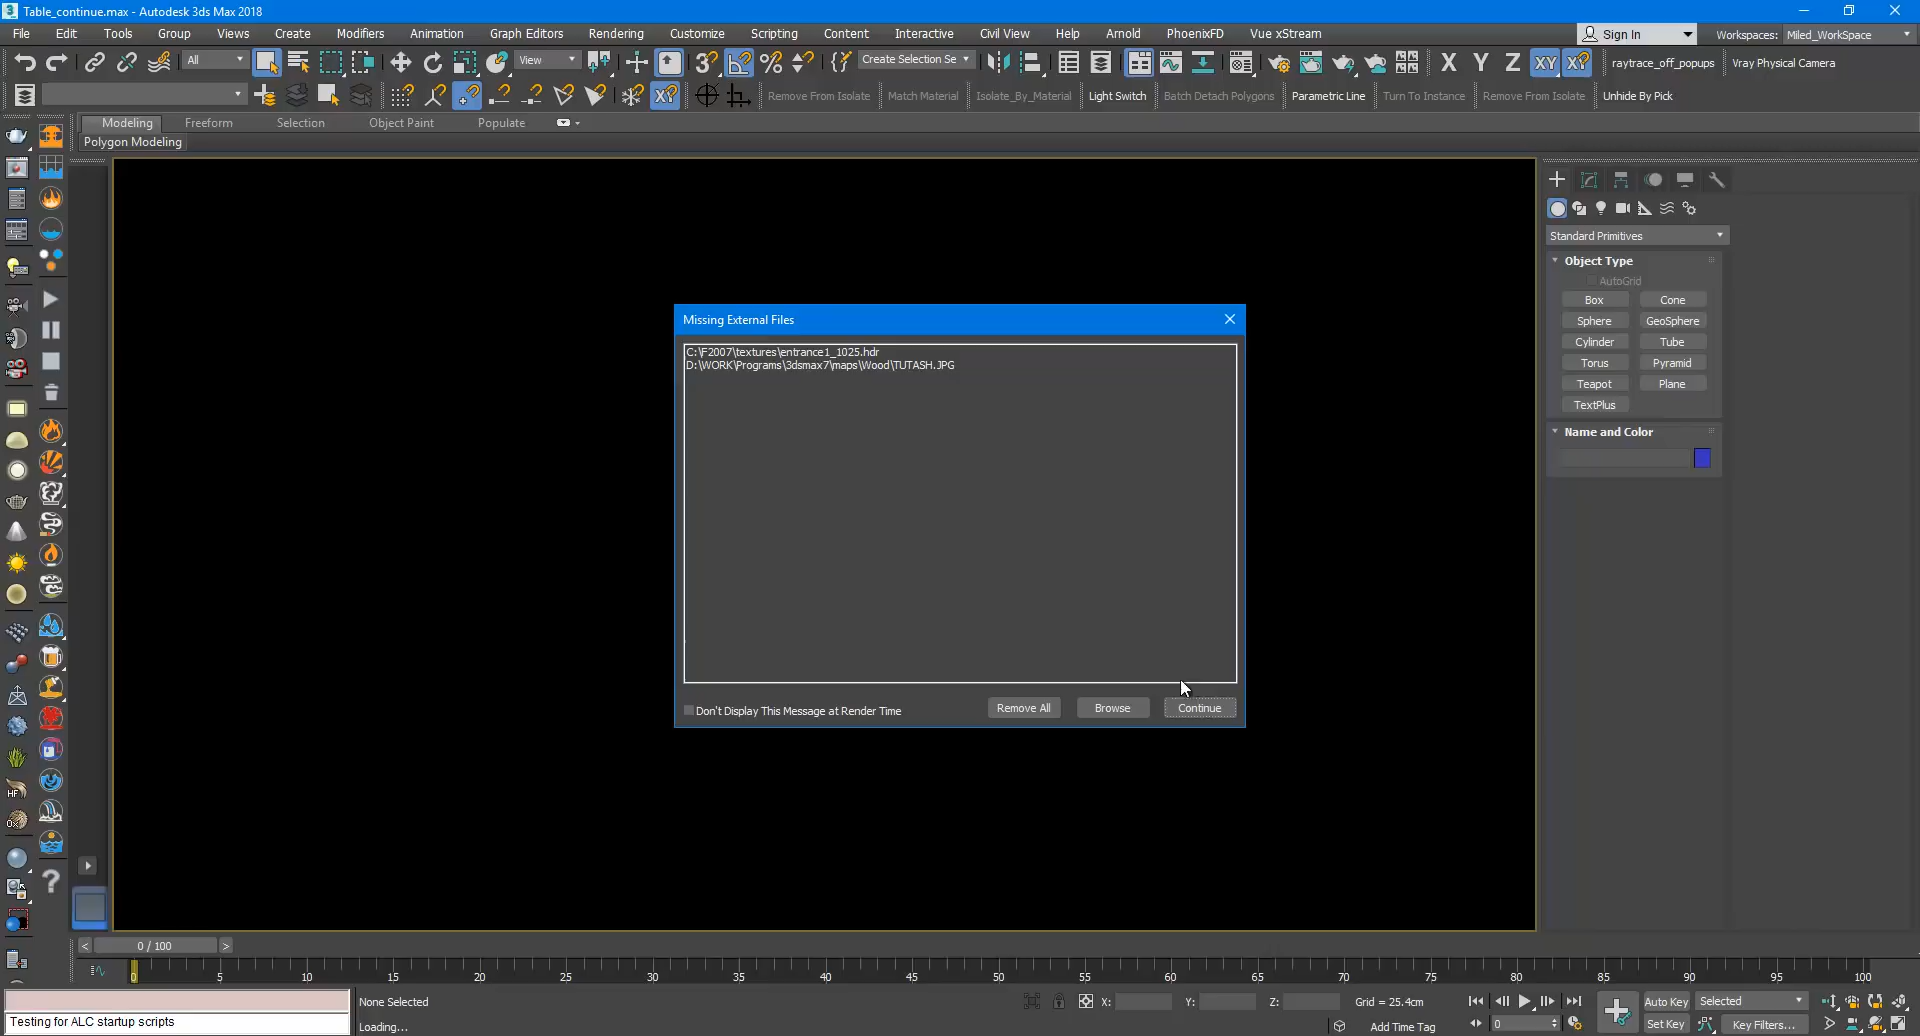 Table_continue.max - Autodesk 3ds Max 2018
File Edit Tools Group Views Create Modifiers Animation Graph Editors Rendering Customize Scripting Content Interactive Civil View Help Arnold PhoenixFD Vue xStream Sign In Workspaces: Miled_WorkSpace
All View Create Selection Se X Y Z XY XY raytrace_off_popups Vray Physical Camera
XY Remove From Isolate Match Material Isolate_By_Material Light Switch Batch Detach Polygons Parametric Line Turn To Instance Remove From Isolate Unhide By Pick
Modeling Freeform Selection Object Paint Populate
Polygon Modeling
Missing External Files
C:\F2007\textures\entrance1_1025.hdr
D:\WORK\Programs\3dsmax7\maps\Wood\TUTASH.JPG
Don't Display This Message at Render Time Remove All Browse Continue
Standard Primitives
Object Type
AutoGrid
Box Cone
Sphere GeoSphere
Cylinder Tube
Torus Pyramid
Teapot Plane
TextPlus
Name and Color
< 0 / 100 >
0 5 10 15 20 25 30 35 40 45 50 55 60 65 70 75 80 85 90 95 100
None Selected X: Y: Z: Grid = 25.4cm Auto Key Selected
Testing for ALC startup scripts
Loading... Add Time Tag 0 Set Key Key Filters...